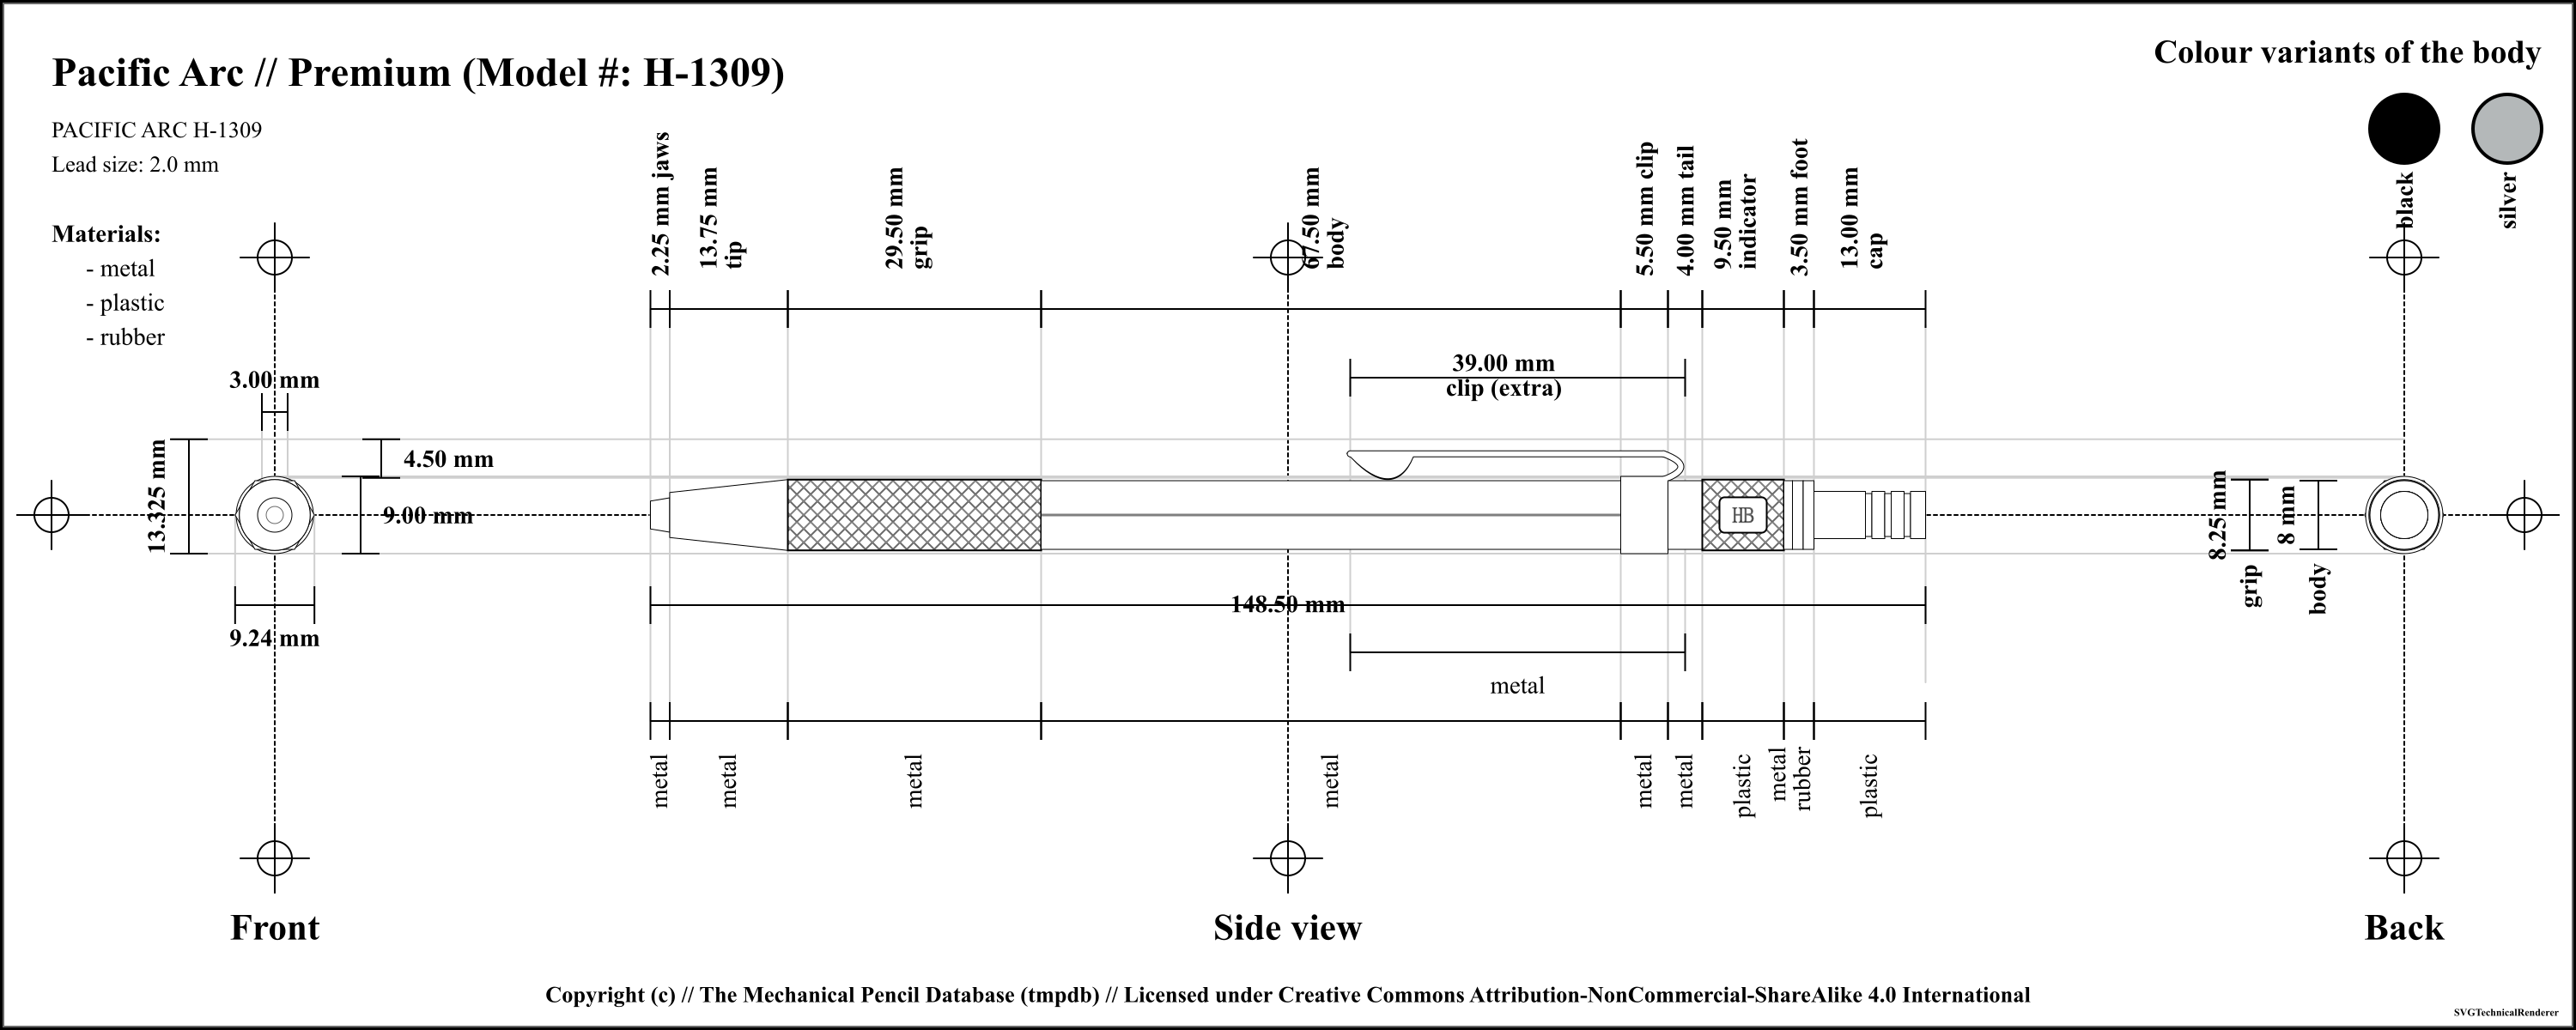 Pacific Arc // Premium (Model #: H-1309)
Colour variants of the body
PACIFIC ARC H-1309
Lead size: 2.0 mm
black
silver
Materials:
- metal
- plastic
- rubber
2.25 mm jaws
13.75 mm
tip
29.50 mm
grip
67.50 mm
body
5.50 mm clip
4.00 mm tail
9.50 mm
indicator
3.50 mm foot
13.00 mm
cap
39.00 mm
clip (extra)
3.00 mm
13.325 mm
4.50 mm
9.00 mm
9.24 mm
HB
8.25 mm
grip
8 mm
body
148.50 mm
metal
metal
metal
metal
metal
metal
metal
plastic
metal
rubber
plastic
Front
Side view
Back
Copyright (c) // The Mechanical Pencil Database (tmpdb) // Licensed under Creative Commons Attribution-NonCommercial-ShareAlike 4.0 International
SVGTechnicalRenderer